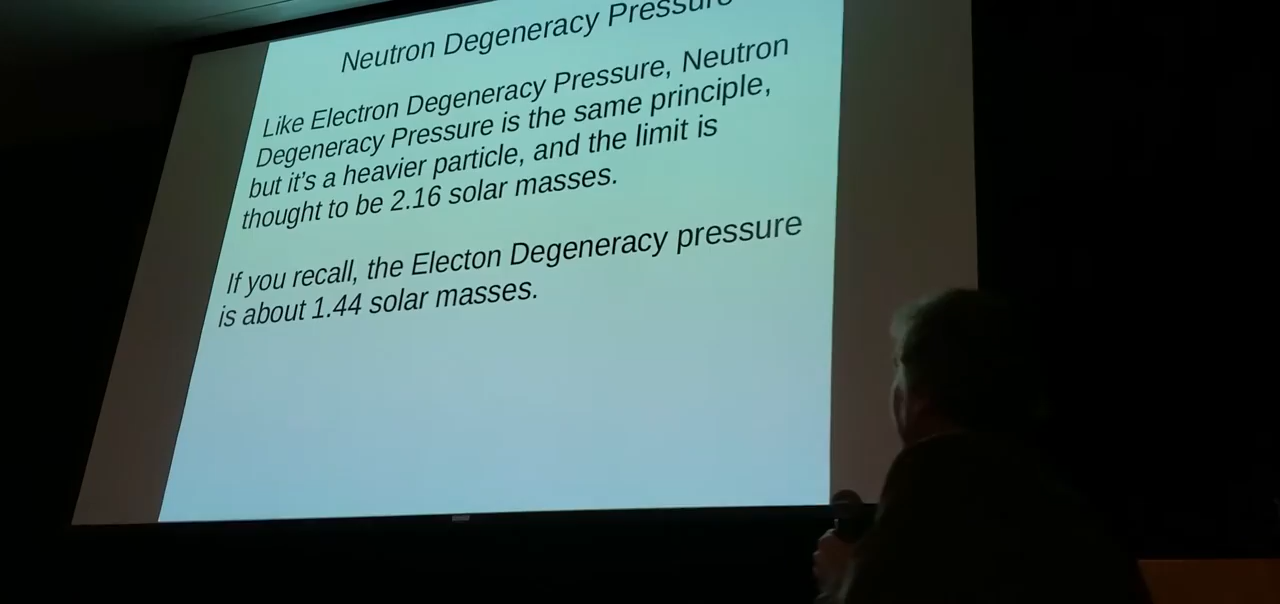 Neutron Degeneracy Pressure
Like Electron Degeneracy Pressure, Neutron
Degeneracy Pressure is the same principle,
but it's a heavier particle, and the limit is
thought to be 2.16 solar masses.
If you recall, the Electon Degeneracy pressure
is about 1.44 solar masses.